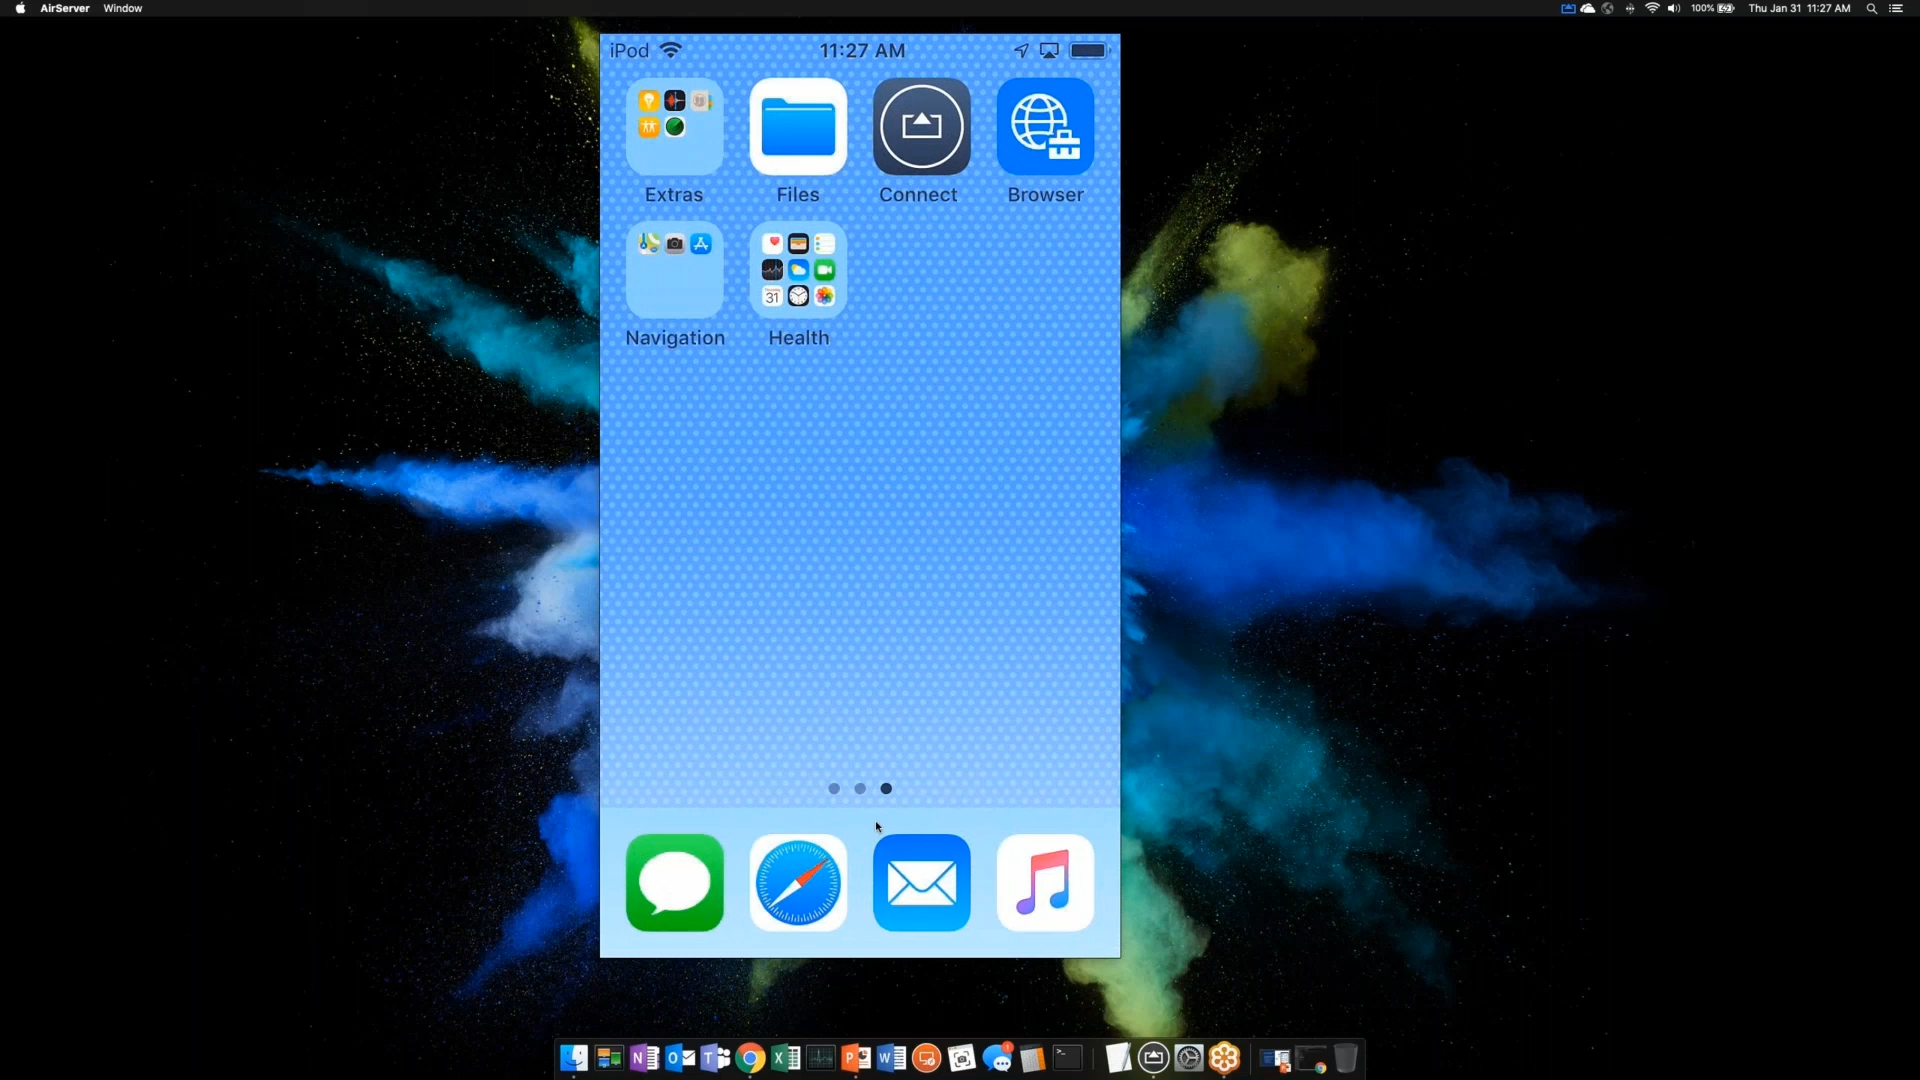 AirServer Window 100% Thu Jan 31 11:27 AM
iPod 11:27 AM
Extras Files Connect Browser
31
Navigation Health
N O T X P W 1 >_